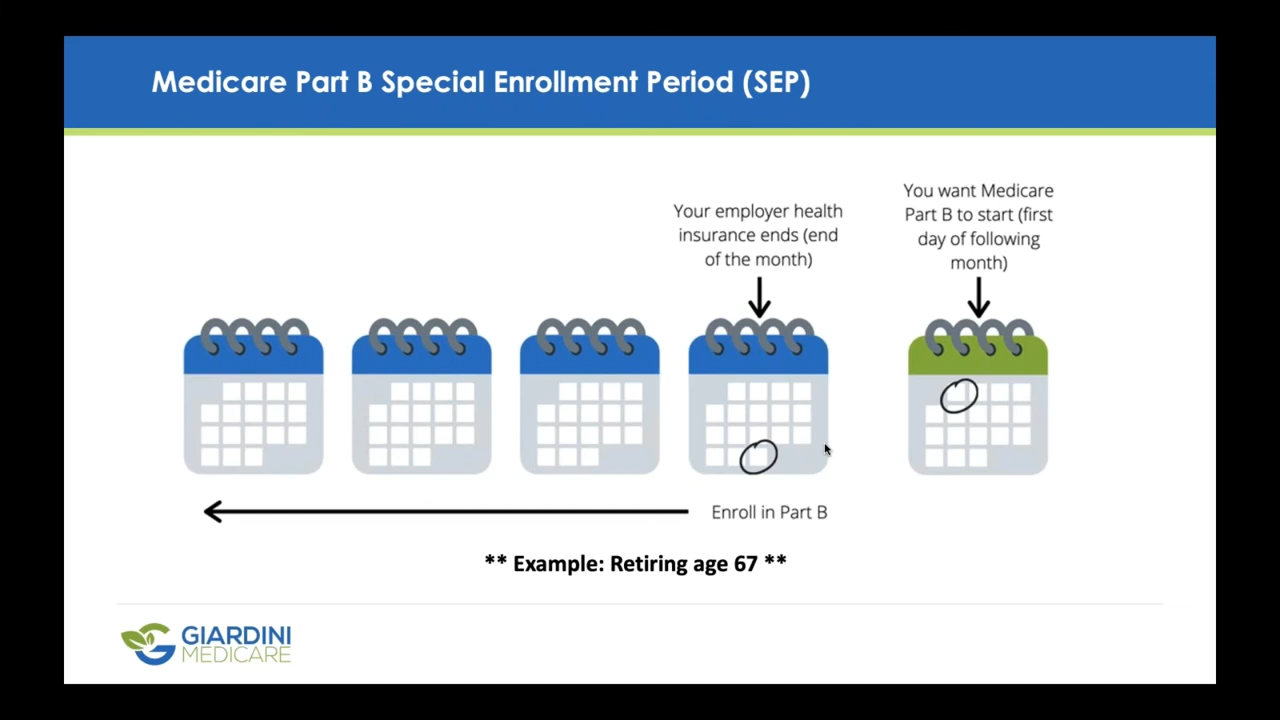 Medicare Part B Special Enrollment Period (SEP)
Your employer health
insurance ends (end
of the month)
You want Medicare
Part B to start (first
day of following
month)
Enroll in Part B
** Example: Retiring age 67 **
GIARDINI
MEDICARE